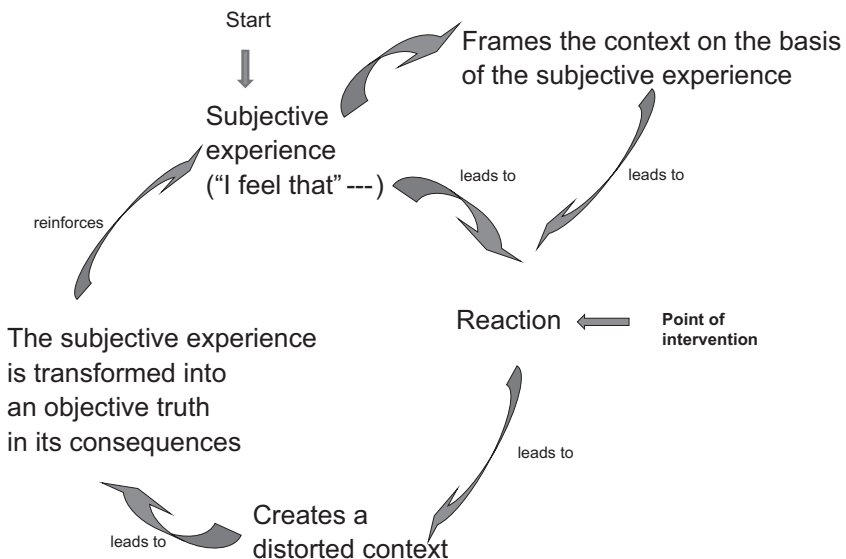 Start
Frames the context on the basis
of the subjective experience
Subjective
experience
(“I feel that” ---)
leads to
leads to
reinforces
Reaction
Point of
intervention
The subjective experience
is transformed into
an objective truth
in its consequences
leads to
Creates a
distorted context
leads to